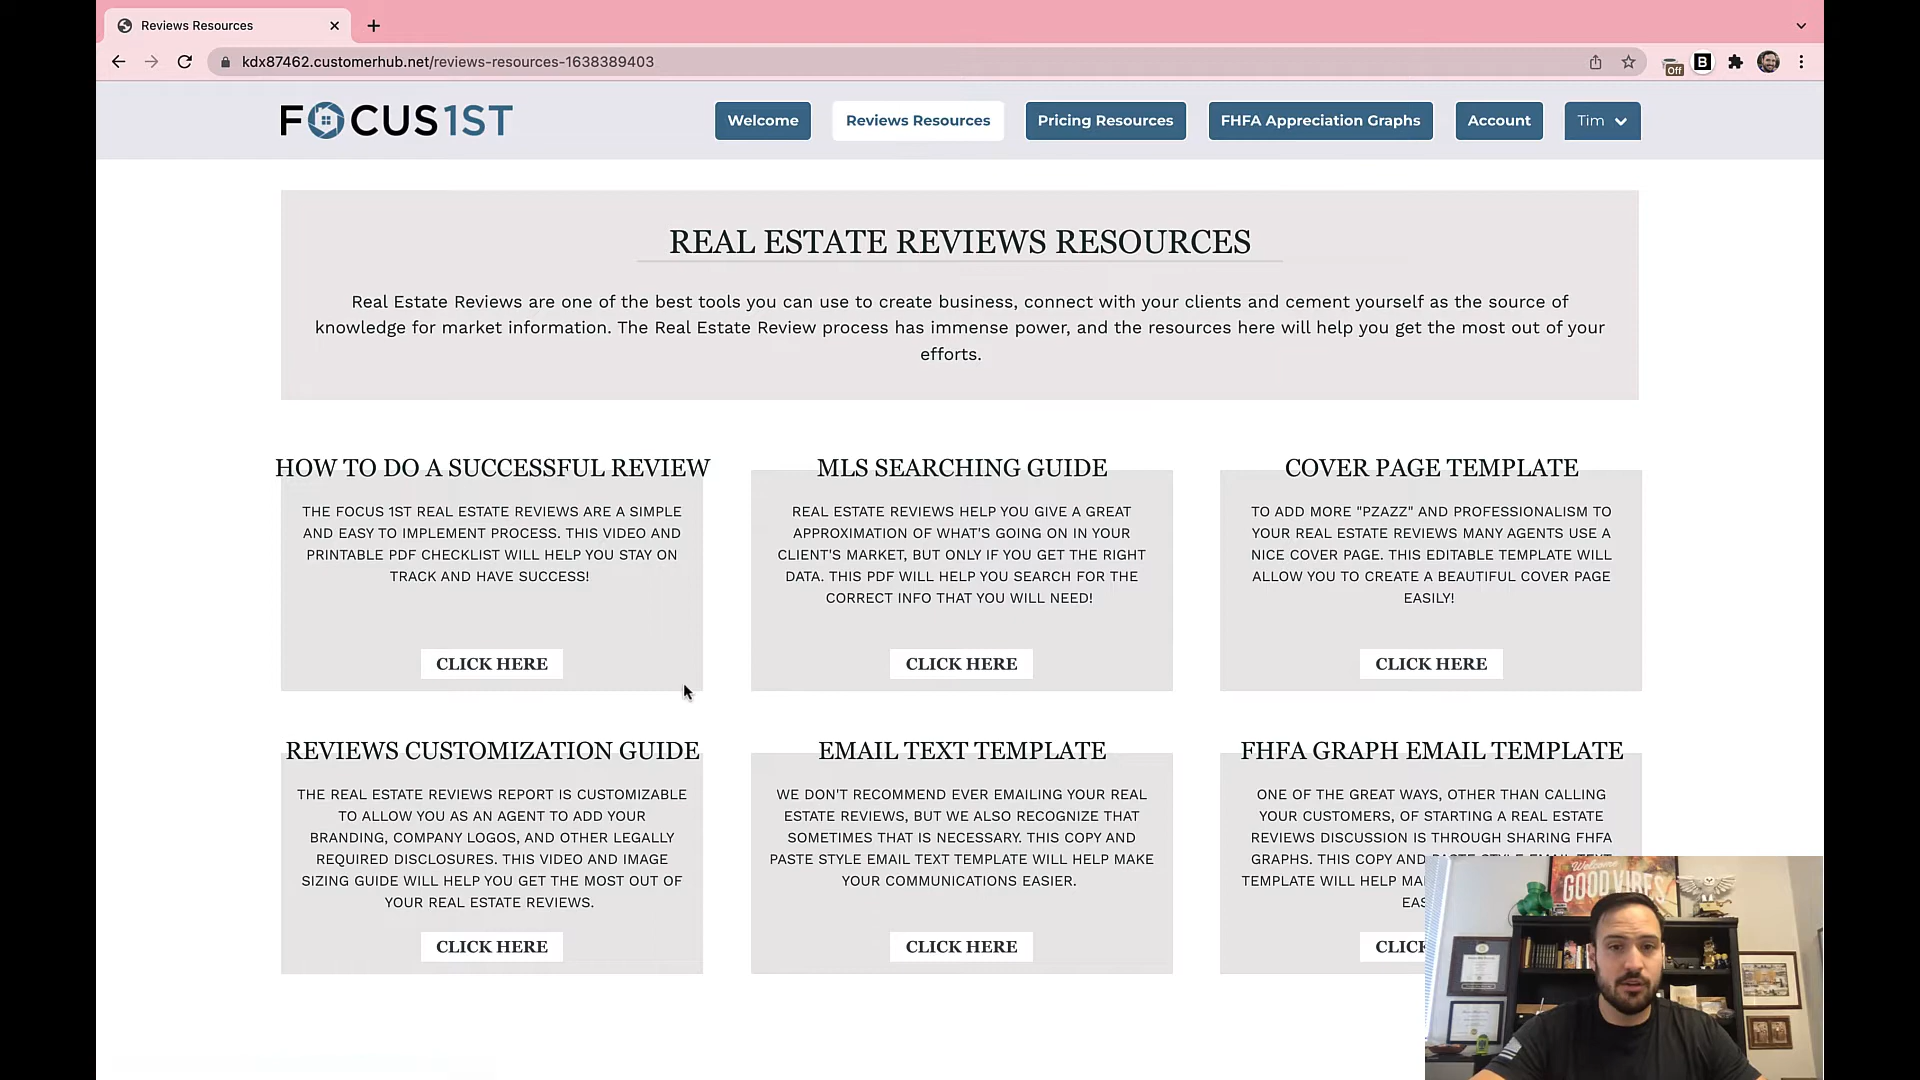 Reviews Resources
kdx87462.customerhub.net/reviews-resources-1638389403
Off
B
FOCUS1ST
Welcome
Reviews Resources
Pricing Resources
FHFA Appreciation Graphs
Account
Tim
REAL ESTATE REVIEWS RESOURCES
Real Estate Reviews are one of the best tools you can use to create business, connect with your clients and cement yourself as the source of
knowledge for market information. The Real Estate Review process has immense power, and the resources here will help you get the most out of your
efforts.
HOW TO DO A SUCCESSFUL REVIEW
THE FOCUS 1ST REAL ESTATE REVIEWS ARE A SIMPLE
AND EASY TO IMPLEMENT PROCESS. THIS VIDEO AND
PRINTABLE PDF CHECKLIST WILL HELP YOU STAY ON
TRACK AND HAVE SUCCESS!
CLICK HERE
MLS SEARCHING GUIDE
REAL ESTATE REVIEWS HELP YOU GIVE A GREAT
APPROXIMATION OF WHAT'S GOING ON IN YOUR
CLIENT'S MARKET, BUT ONLY IF YOU GET THE RIGHT
DATA. THIS PDF WILL HELP YOU SEARCH FOR THE
CORRECT INFO THAT YOU WILL NEED!
CLICK HERE
COVER PAGE TEMPLATE
TO ADD MORE "PZAZZ" AND PROFESSIONALISM TO
YOUR REAL ESTATE REVIEWS MANY AGENTS USE A
NICE COVER PAGE. THIS EDITABLE TEMPLATE WILL
ALLOW YOU TO CREATE A BEAUTIFUL COVER PAGE
EASILY!
CLICK HERE
REVIEWS CUSTOMIZATION GUIDE
THE REAL ESTATE REVIEWS REPORT IS CUSTOMIZABLE
TO ALLOW YOU AS AN AGENT TO ADD YOUR
BRANDING, COMPANY LOGOS, AND OTHER LEGALLY
REQUIRED DISCLOSURES. THIS VIDEO AND IMAGE
SIZING GUIDE WILL HELP YOU GET THE MOST OUT OF
YOUR REAL ESTATE REVIEWS.
CLICK HERE
EMAIL TEXT TEMPLATE
WE DON'T RECOMMEND EVER EMAILING YOUR REAL
ESTATE REVIEWS, BUT WE ALSO RECOGNIZE THAT
SOMETIMES THAT IS NECESSARY. THIS COPY AND
PASTE STYLE EMAIL TEXT TEMPLATE WILL HELP MAKE
YOUR COMMUNICATIONS EASIER.
CLICK HERE
FHFA GRAPH EMAIL TEMPLATE
ONE OF THE GREAT WAYS, OTHER THAN CALLING
YOUR CUSTOMERS, OF STARTING A REAL ESTATE
REVIEWS DISCUSSION IS THROUGH SHARING FHFA
GRAPHS. THIS COPY AND PASTE STYLE EMAIL TEXT
TEMPLATE WILL HELP
Welcome
GOOD VIBES